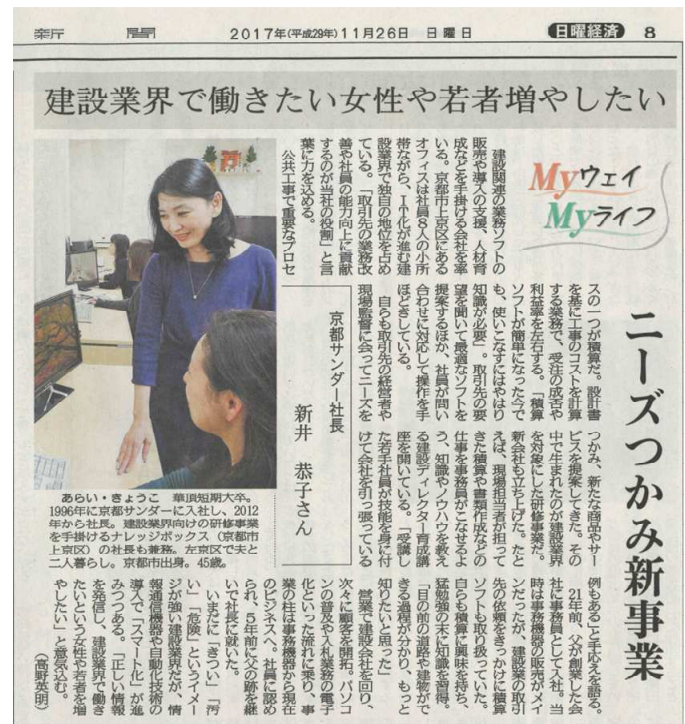 新聞
2017年(平成29年)11月26日 日曜日
日曜経済 8
建設業界で働きたい女性や若者増やしたい
Myウェイ
Myライフ
ニーズつかみ新事業
建設関連の業務ソフトの
販売や導入の支援、人材育
成などを手掛ける会社を率
いる。京都市上京区にある
オフィスは社員8人の小所
帯ながら、IT化が進む建
設業界で独自の地位を占め
ている。「取引先の業務改
善や社員の能力向上に貢献
するのが当社の役割」と言
葉に力を込める。
公共工事で重要なプロセ
スの一つが積算だ。設計書
を基に工事のコストを計算
する業務で、受注の成否や
利益率を左右する。「積算
ソフトが簡単になった今で
も、使いこなすにはやはり
知識が必要」。取引先の要
望を聞いて最適なソフトを
提案するほか、社員が問い
合わせに対応して操作を手
ほどきしている。
自らも取引先の経営者や
現場監督に会ってニーズを
つかみ、新たな商品やサー
ビスを提案してきた。その
中で生まれたのが建設業界
を対象にした研修事業だ。
新会社も立ち上げた。たと
えば、現場担当者が担って
きた積算や書類作成などの
仕事を事務員がこなせるよ
う、知識やノウハウを教え
る建設ディレクター育成講
座を開いている。「受講し
た若手社員が技能を身に付
けて会社を引っ張っている
例もある」と手応えを語る。
21年前、父が創業した会
社に事務員として入社。当
時は事務機器の販売がメイ
ンだったが、建設業の取引
先の依頼をきっかけに積算
ソフトも取り扱っていた。
自らも積算に興味を持ち、
猛勉強の末に知識を習得。
「目の前の道路や建物がで
きる過程が分かり、もっと
知りたいと思った」
営業で建設会社を回り、
次々に顧客を開拓。パソコ
ンの普及や入札業務の電子
化といった流れに乗り、事
業の柱は事務機器から現在
のビジネスへ。社員に認め
られ、5年前に父の跡を継
いで社長に就いた。
いまだに「きつい」「汚
い」「危険」というイメー
ジが強い建設業界だが、情
報通信機器や自動化技術の
導入で「スマート化」が進
みつつある。「正しい情報
を発信し、建設業界で働き
たいという女性や若者を増
やしたい」と意気込む。
(高野英明)
京都サンダー社長
新井 恭子さん
あらい・きょうこ 華頂短期大卒。
1996年に京都サンダーに入社し、2012
年から社長。建設業界向けの研修事業
を手掛けるナレッジボックス(京都市
上京区)の社長も兼務。左京区で夫と
二人暮らし。京都市出身。45歳。